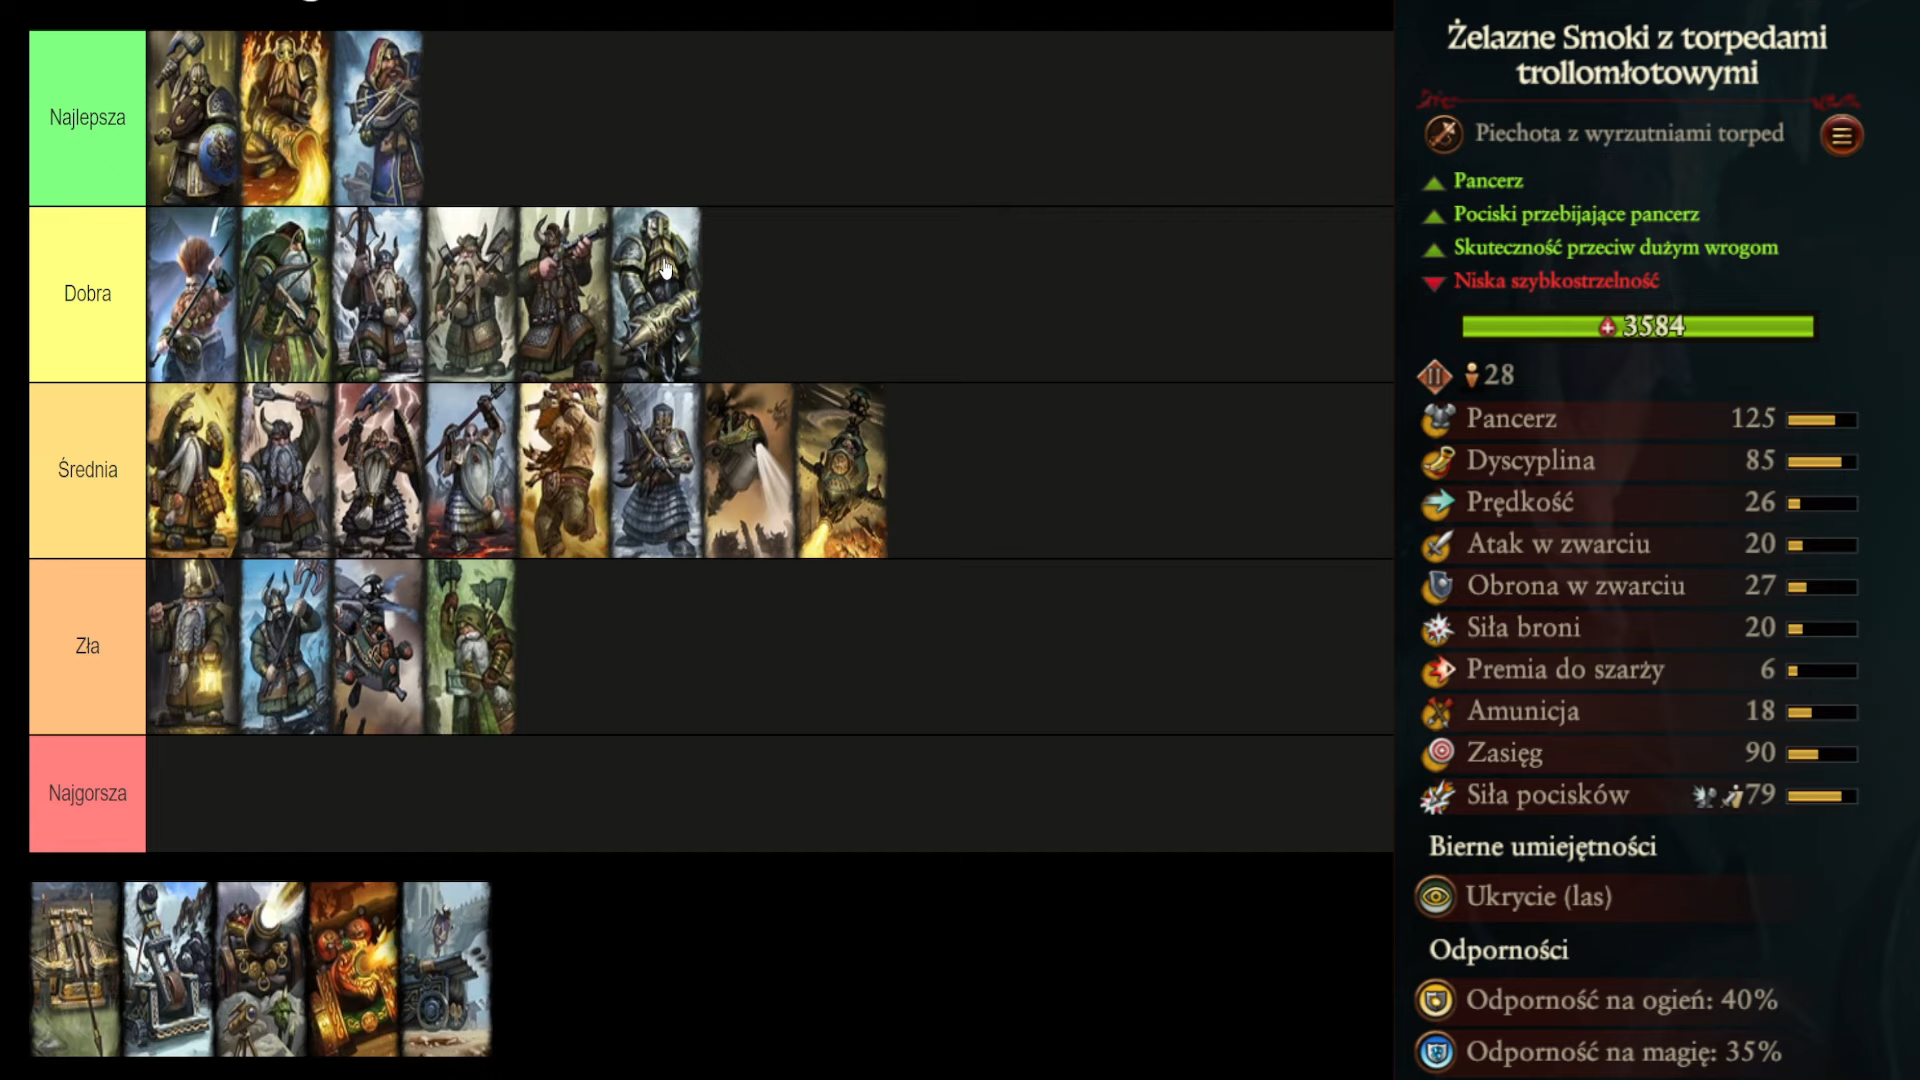 Najlepsza
Dobra
Średnia
Zła
Najgorsza
Żelazne Smoki z torpedami
trollomłotowymi
Piechota z wyrzutniami torped
Pancerz
Pociski przebijające pancerz
Skuteczność przeciw dużym wrogom
Niska szybkostrzelność
3584
28
Pancerz 125
Dyscyplina 85
Prędkość 26
Atak w zwarciu 20
Obrona w zwarciu 27
Siła broni 20
Premia do szarży 6
Amunicja 18
Zasięg 90
Siła pocisków 79
Bierne umiejętności
Ukrycie (las)
Odporności
Odporność na ogień: 40%
Odporność na magię: 35%